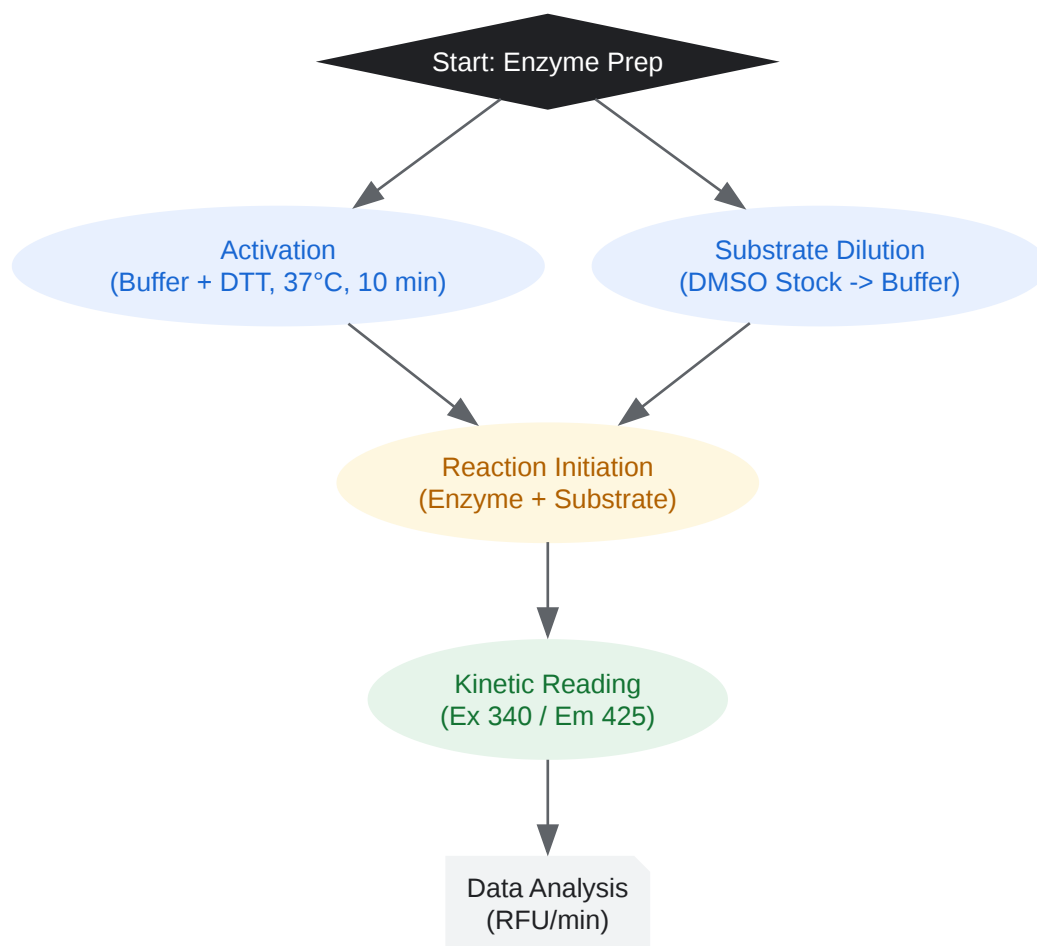 Start: Enzyme Prep
Activation
(Buffer + DTT, 37°C, 10 min)
Substrate Dilution
(DMSO Stock -> Buffer)
Reaction Initiation
(Enzyme + Substrate)
Kinetic Reading
(Ex 340 / Em 425)
Data Analysis
(RFU/min)